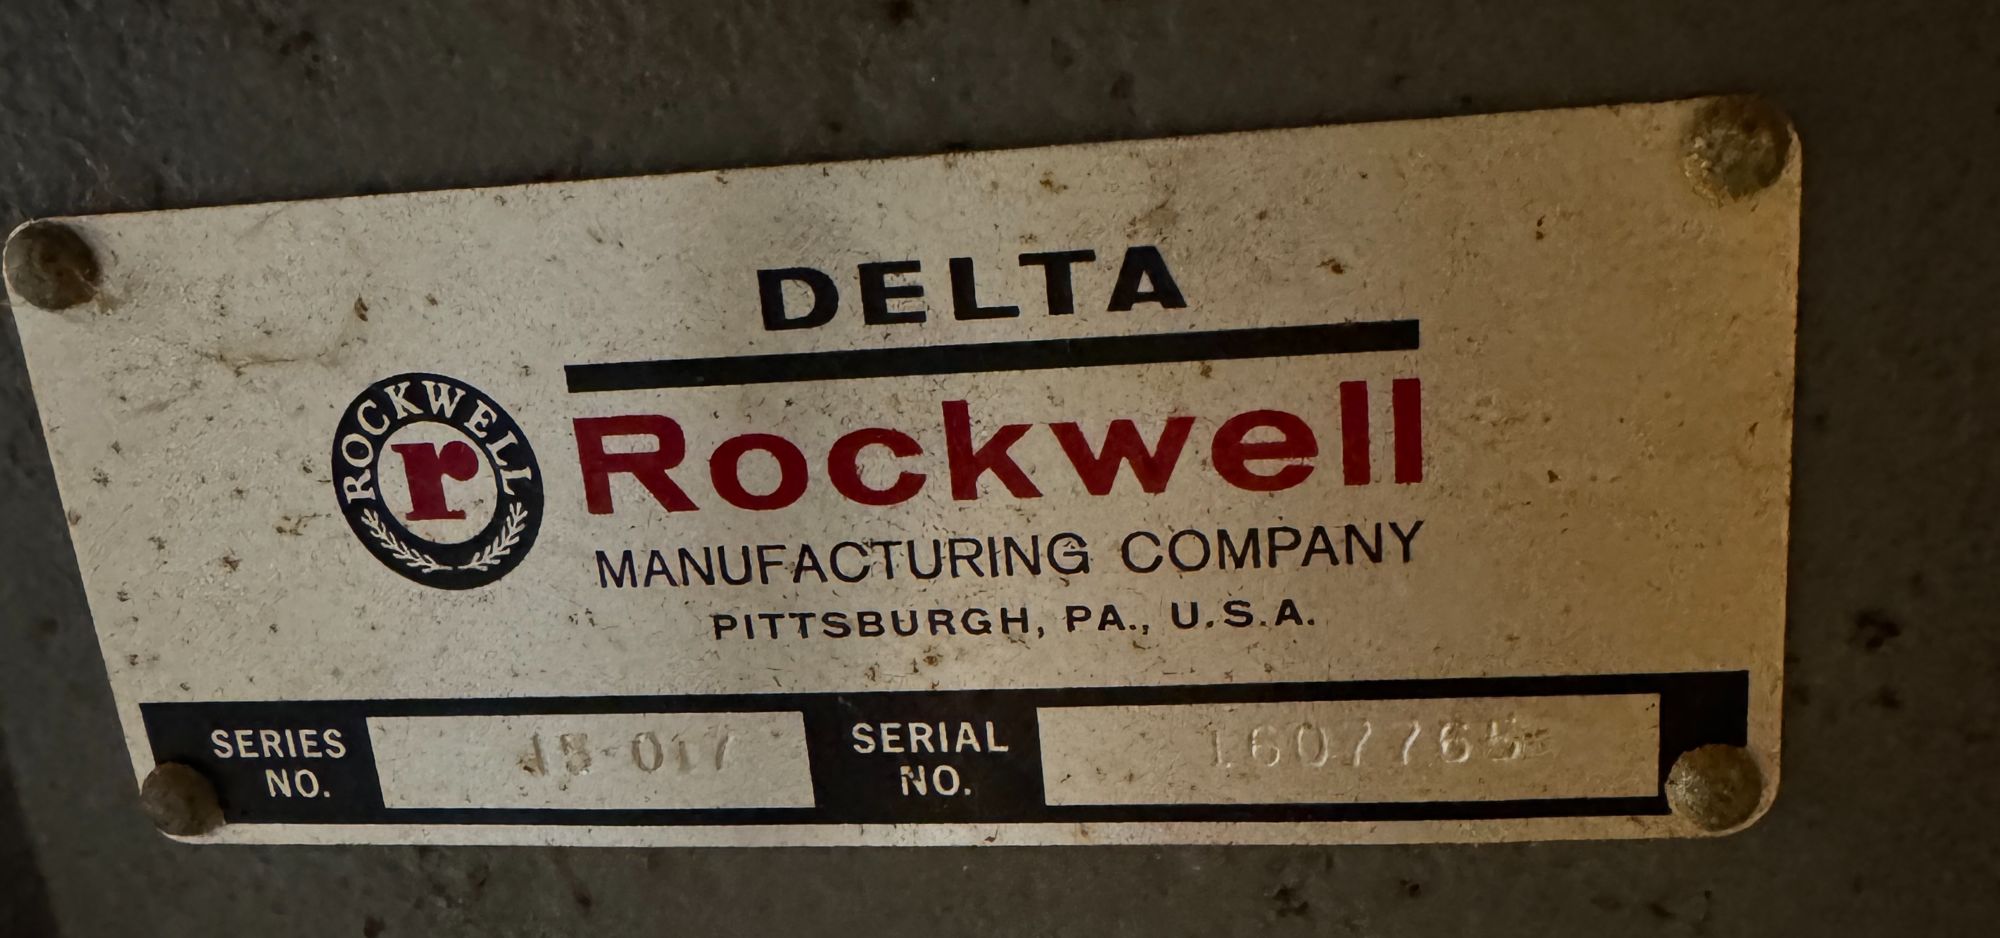 DELTA
ROCKWELL
r
Rockwell
MANUFACTURING COMPANY
PITTSBURGH, PA., U.S.A.
SERIES NO.
SERIAL NO.